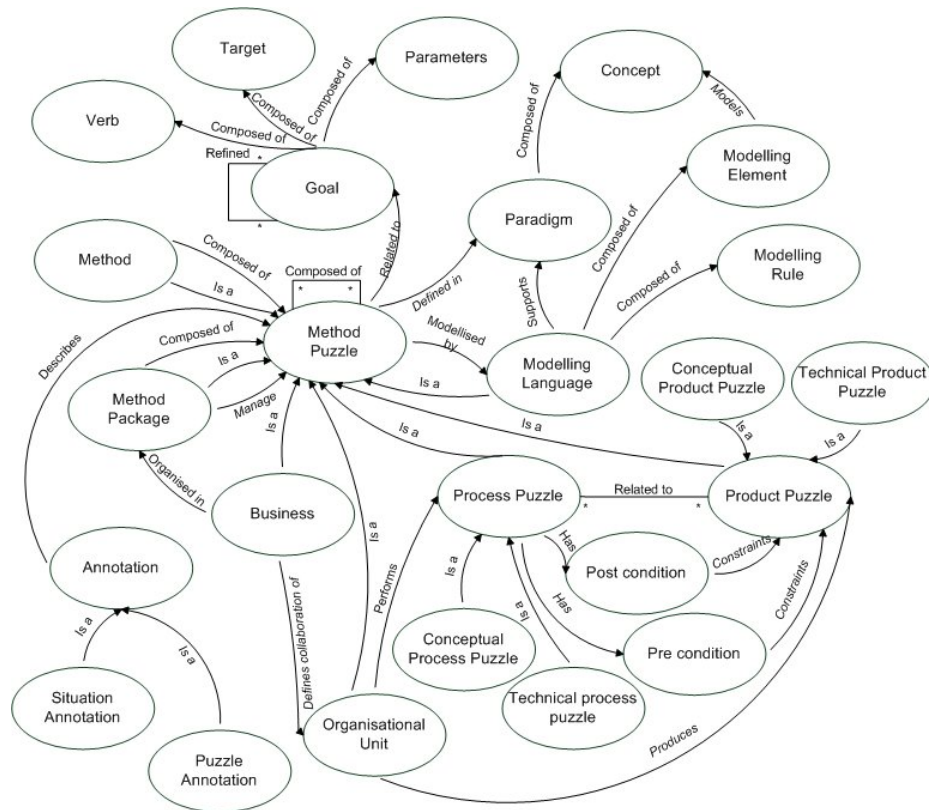 Target
Parameters
Concept
Verb
Composed of
Composed of
Composed of
Composed of
Models
Refined
*
*
Goal
Modelling
Element
Paradigm
Related to
Composed of
Method
Composed of
Is a
Composed of
*
*
Defined in
Supports
Composed of
Modelling
Rule
Method
Puzzle
Modellised
by
Modelling
Language
Describes
Composed of
Is a
Manage
Method
Package
Is a
Is a
Conceptual
Product Puzzle
Technical Product
Puzzle
Is a
Is a
Is a
Is a
Organised in
Business
Process Puzzle
Related to
*
*
Product Puzzle
Is a
Performs
Is a
Has
Post condition
Constraints
Annotation
Defines collaboration of
Is a
Has
Constraints
Is a
Is a
Conceptual
Process Puzzle
Pre condition
Situation
Annotation
Organisational
Unit
Technical process
puzzle
Produces
Puzzle
Annotation